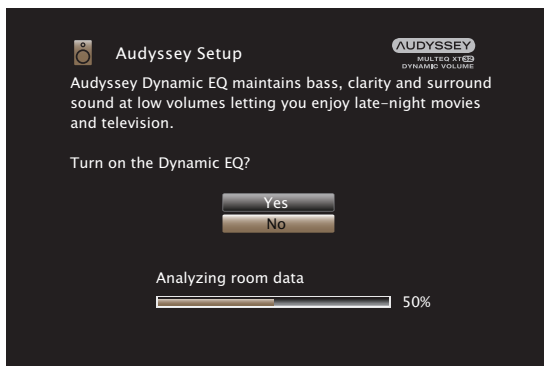 Audyssey Setup
AUDYSSEY
MULTEQ XT32
DYNAMIC VOLUME
Audyssey Dynamic EQ maintains bass, clarity and surround
sound at low volumes letting you enjoy late-night movies
and television.
Turn on the Dynamic EQ?
Yes
No
Analyzing room data
50%